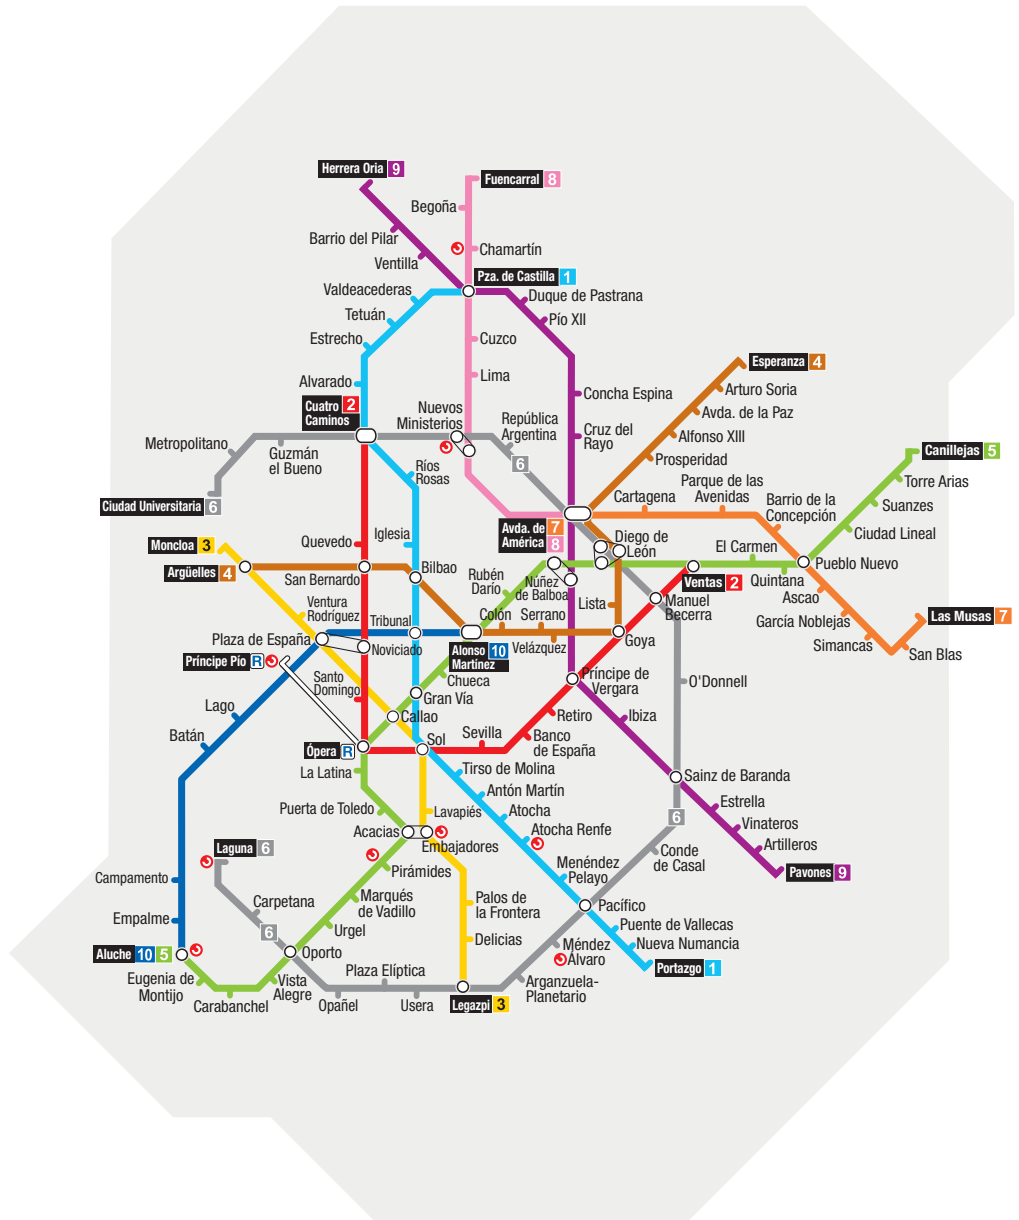 Herrera Oria 9
Fuencarral 8
Begoña
Barrio del Pilar
Chamartín
Ventilla
Pza. de Castilla 1
Valdeacederas
Duque de Pastrana
Tetuán
Pío XII
Estrecho
Cuzco
Esperanza 4
Alvarado
Lima
Arturo Soria
Concha Espina
Cuatro 2
Caminos
Nuevos
Ministerios
República
Argentina
Avda. de la Paz
Cruz del
Rayo
Alfonso XIII
Metropolitano
Guzmán
el Bueno
6
Prosperidad
Canillejas 5
Ríos
Rosas
Torre Arias
Parque de las
Avenidas
Cartagena
Barrio de la
Concepción
Suanzes
Ciudad Universitaria 6
Avda. de 7
América 8
Diego de
León
Ciudad Lineal
Iglesia
Quevedo
Moncloa 3
El Carmen
Argüelles 4
San Bernardo
Bilbao
Rubén
Darío
Núñez
de Balboa
Ventas 2
Quintana
Pueblo Nuevo
Ascao
Ventura
Rodríguez
Colón
Serrano
Lista
Manuel
Becerra
García Noblejas
Las Musas 7
Tribunal
Plaza de España
Noviciado
Alonso 10
Martínez
Velázquez
Goya
Simancas
San Blas
Príncipe Pío R
Santo
Domingo
Chueca
Príncipe de
Vergara
O'Donnell
Gran Vía
Lago
Callao
Retiro
Ibiza
Batán
Ópera R
Sol
Sevilla
Banco
de España
La Latina
Tirso de Molina
Sainz de Baranda
Antón Martín
Puerta de Toledo
Lavapiés
Atocha
Estrella
Acacias
Embajadores
Atocha Renfe
6
Vinateros
Laguna 6
Artilleros
Menéndez
Pelayo
Conde
de Casal
Pirámides
Pavones 9
Campamento
Carpetana
Marqués
de Vadillo
Palos de
la Frontera
Pacífico
Empalme
6
Urgel
Puente de Vallecas
Delicias
Nueva Numancia
Aluche 10 5
Oporto
Méndez
Álvaro
Portazgo 1
Eugenia de
Montijo
Vista
Alegre
Plaza Elíptica
Arganzuela-
Planetario
Carabanchel
Opañel
Usera
Legazpi 3